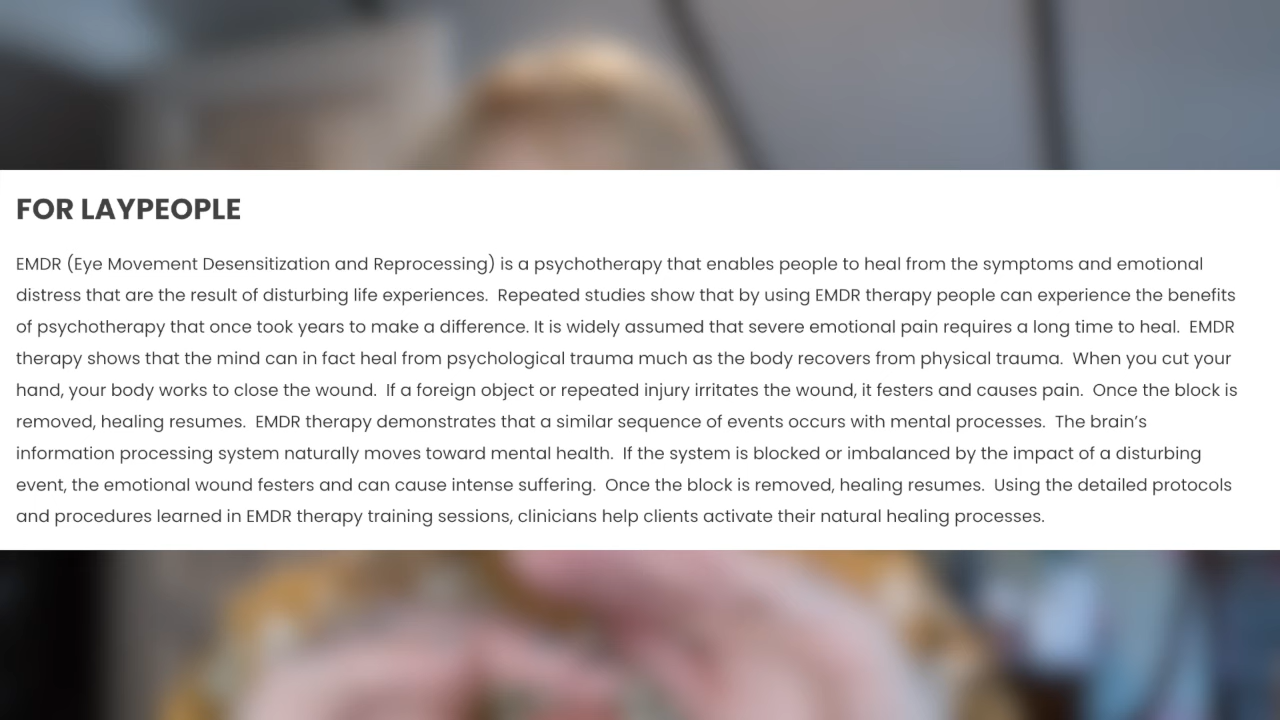 FOR LAYPEOPLE
EMDR (Eye Movement Desensitization and Reprocessing) is a psychotherapy that enables people to heal from the symptoms and emotional
distress that are the result of disturbing life experiences.  Repeated studies show that by using EMDR therapy people can experience the benefits
of psychotherapy that once took years to make a difference. It is widely assumed that severe emotional pain requires a long time to heal.  EMDR
therapy shows that the mind can in fact heal from psychological trauma much as the body recovers from physical trauma.  When you cut your
hand, your body works to close the wound.  If a foreign object or repeated injury irritates the wound, it festers and causes pain.  Once the block is
removed, healing resumes.  EMDR therapy demonstrates that a similar sequence of events occurs with mental processes.  The brain’s
information processing system naturally moves toward mental health.  If the system is blocked or imbalanced by the impact of a disturbing
event, the emotional wound festers and can cause intense suffering.  Once the block is removed, healing resumes.  Using the detailed protocols
and procedures learned in EMDR therapy training sessions, clinicians help clients activate their natural healing processes.